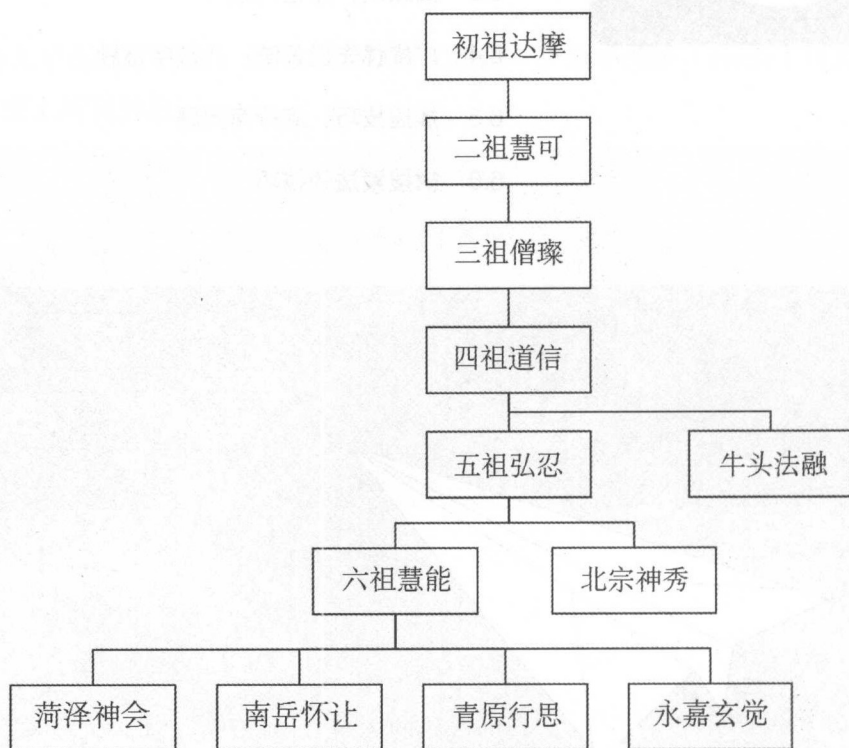 初祖达摩
二祖慧可
三祖僧璨
四祖道信
五祖弘忍
牛头法融
六祖慧能
北宗神秀
菏泽神会
南岳怀让
青原行思
永嘉玄觉